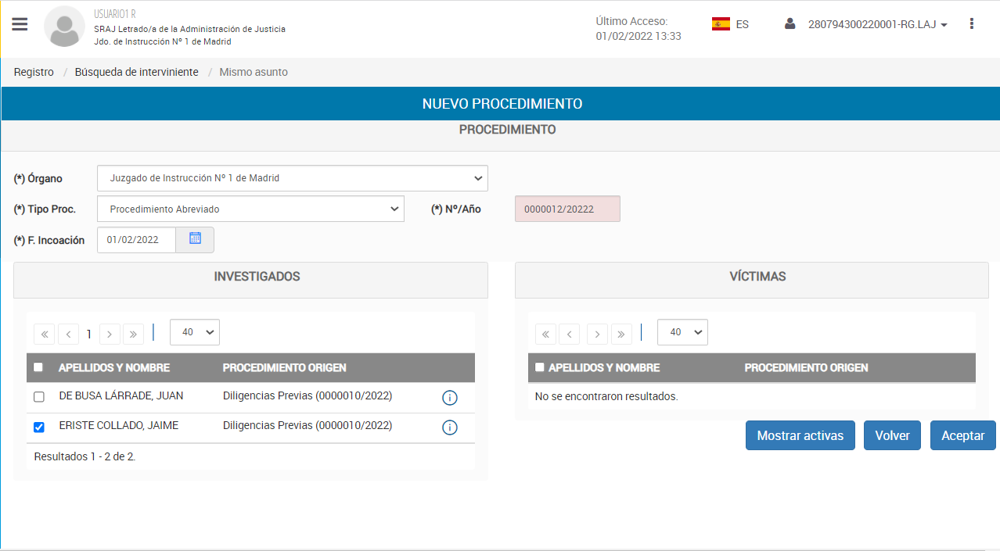 USUARIO1 R
SRAJ Letrado/a de la Administración de Justicia
Jdo. de Instrucción Nº 1 de Madrid
Último Acceso:
01/02/2022 13:33
ES
280794300220001-RG.LAJ
Registro / Búsqueda de interviniente / Mismo asunto
NUEVO PROCEDIMIENTO
PROCEDIMIENTO
(*) Órgano Juzgado de Instrucción Nº 1 de Madrid
(*) Tipo Proc. Procedimiento Abreviado (*) Nº/Año 0000012/20222
(*) F. Incoación 01/02/2022
INVESTIGADOS
« ‹ 1 › » 40
APELLIDOS Y NOMBRE PROCEDIMIENTO ORIGEN
DE BUSA LÁRRADE, JUAN Diligencias Previas (0000010/2022)
ERISTE COLLADO, JAIME Diligencias Previas (0000010/2022)
Resultados 1 - 2 de 2.
VÍCTIMAS
« ‹ › » 40
APELLIDOS Y NOMBRE PROCEDIMIENTO ORIGEN
No se encontraron resultados.
Mostrar activas Volver Aceptar